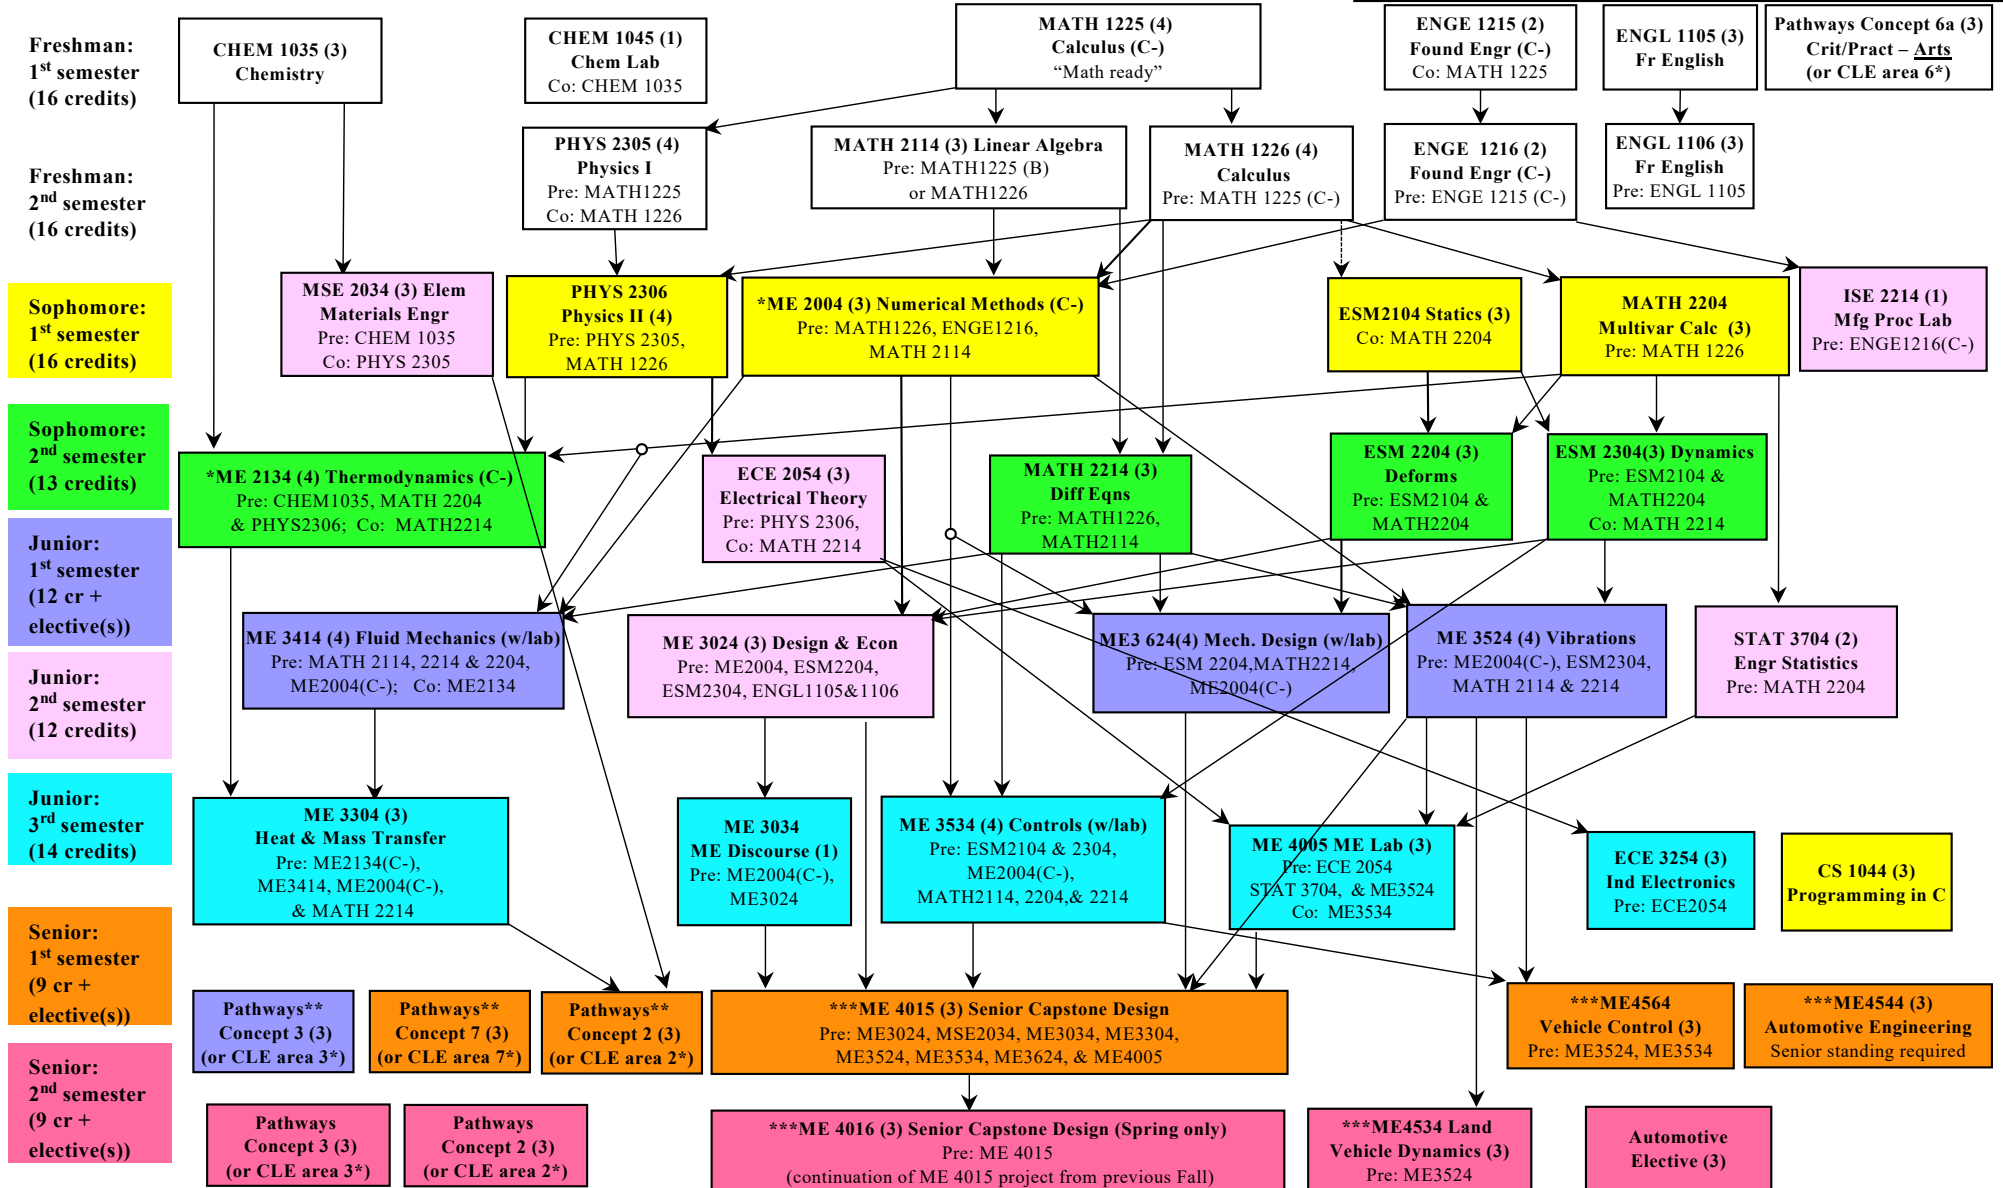 Freshman:
1st semester
(16 credits)
CHEM 1035 (3)
Chemistry
CHEM 1045 (1)
Chem Lab
Co: CHEM 1035
MATH 1225 (4)
Calculus (C-)
“Math ready”
ENGE 1215 (2)
Found Engr (C-)
Co: MATH 1225
ENGL 1105 (3)
Fr English
Pathways Concept 6a (3)
Crit/Pract – Arts
(or CLE area 6*)
Freshman:
2nd semester
(16 credits)
PHYS 2305 (4)
Physics I
Pre: MATH1225
Co: MATH 1226
MATH 2114 (3) Linear Algebra
Pre: MATH1225 (B)
or MATH1226
MATH 1226 (4)
Calculus
Pre: MATH 1225 (C-)
ENGE 1216 (2)
Found Engr (C-)
Pre: ENGE 1215 (C-)
ENGL 1106 (3)
Fr English
Pre: ENGL 1105
Sophomore:
1st semester
(16 credits)
MSE 2034 (3) Elem
Materials Engr
Pre: CHEM 1035
Co: PHYS 2305
PHYS 2306
Physics II (4)
Pre: PHYS 2305,
MATH 1226
*ME 2004 (3) Numerical Methods (C-)
Pre: MATH1226, ENGE1216,
MATH 2114
ESM2104 Statics (3)
Co: MATH 2204
MATH 2204
Multivar Calc (3)
Pre: MATH 1226
ISE 2214 (1)
Mfg Proc Lab
Pre: ENGE1216(C-)
Sophomore:
2nd semester
(13 credits)
*ME 2134 (4) Thermodynamics (C-)
Pre: CHEM1035, MATH 2204
& PHYS2306; Co: MATH2214
ECE 2054 (3)
Electrical Theory
Pre: PHYS 2306,
Co: MATH 2214
MATH 2214 (3)
Diff Eqns
Pre: MATH1226,
MATH2114
ESM 2204 (3)
Deforms
Pre: ESM2104 &
MATH2204
ESM 2304(3) Dynamics
Pre: ESM2104 &
MATH2204
Co: MATH 2214
Junior:
1st semester
(12 cr +
elective(s))
ME 3414 (4) Fluid Mechanics (w/lab)
Pre: MATH 2114, 2214 & 2204,
ME2004(C-); Co: ME2134
ME 3024 (3) Design & Econ
Pre: ME2004, ESM2204,
ESM2304, ENGL1105&1106
ME3 624(4) Mech. Design (w/lab)
Pre: ESM 2204,MATH2214,
ME2004(C-)
ME 3524 (4) Vibrations
Pre: ME2004(C-), ESM2304,
MATH 2114 & 2214
STAT 3704 (2)
Engr Statistics
Pre: MATH 2204
Junior:
2nd semester
(12 credits)
Junior:
3rd semester
(14 credits)
ME 3304 (3)
Heat & Mass Transfer
Pre: ME2134(C-),
ME3414, ME2004(C-),
& MATH 2214
ME 3034
ME Discourse (1)
Pre: ME2004(C-),
ME3024
ME 3534 (4) Controls (w/lab)
Pre: ESM2104 & 2304,
ME2004(C-),
MATH2114, 2204,& 2214
ME 4005 ME Lab (3)
Pre: ECE 2054
STAT 3704, & ME3524
Co: ME3534
ECE 3254 (3)
Ind Electronics
Pre: ECE2054
CS 1044 (3)
Programming in C
Senior:
1st semester
(9 cr +
elective(s))
Pathways**
Concept 3 (3)
(or CLE area 3*)
Pathways**
Concept 7 (3)
(or CLE area 7*)
Pathways**
Concept 2 (3)
(or CLE area 2*)
***ME 4015 (3) Senior Capstone Design
Pre: ME3024, MSE2034, ME3034, ME3304,
ME3524, ME3534, ME3624, & ME4005
***ME4564
Vehicle Control (3)
Pre: ME3524, ME3534
***ME4544 (3)
Automotive Engineering
Senior standing required
Senior:
2nd semester
(9 cr +
elective(s))
Pathways
Concept 3 (3)
(or CLE area 3*)
Pathways
Concept 2 (3)
(or CLE area 2*)
***ME 4016 (3) Senior Capstone Design (Spring only)
Pre: ME 4015
(continuation of ME 4015 project from previous Fall)
***ME4534 Land
Vehicle Dynamics (3)
Pre: ME3524
Automotive
Elective (3)